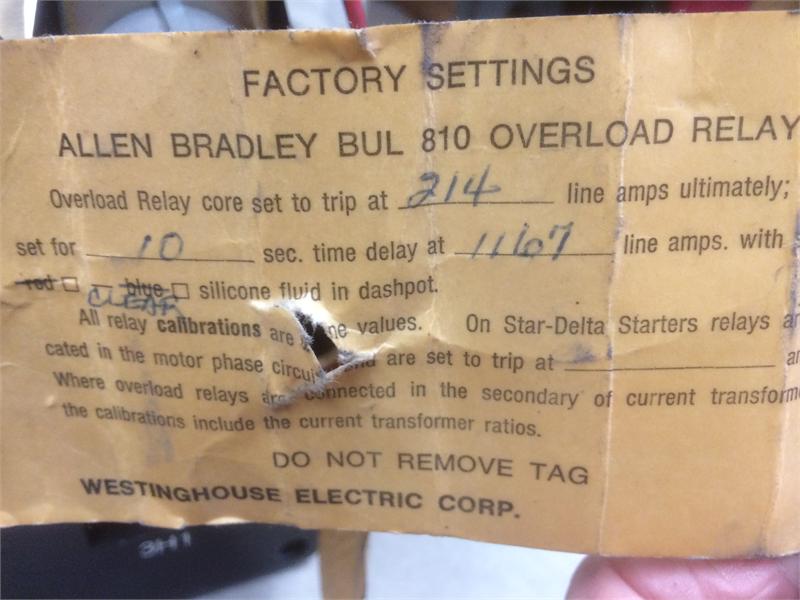 FACTORY SETTINGS
ALLEN BRADLEY BUL 810 OVERLOAD RELAY
Overload Relay core set to trip at 214 line amps ultimately;
set for 10 sec. time delay at 1167 line amps. with
red □ blue □ silicone fluid in dashpot.
CLEAR
All relay calibrations are values. On Star-Delta Starters relays
cated in the motor phase are set to trip at
Where overload relays are connected in the secondary of current transform
the calibrations include the current transformer ratios.
DO NOT REMOVE TAG
WESTINGHOUSE ELECTRIC CORP.
3H1